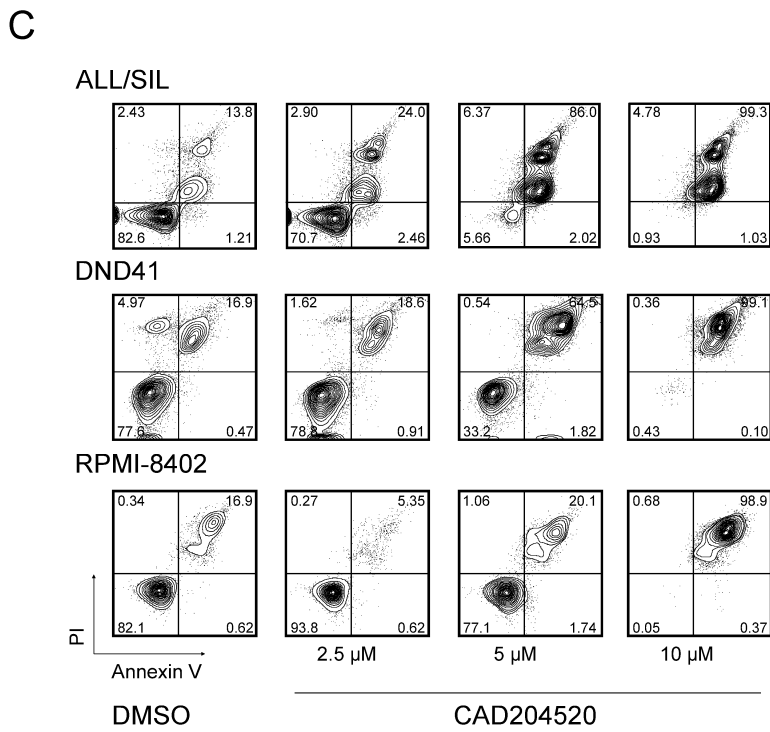 C
ALL/SIL
2.43 13.8 2.90 24.0 6.37 86.0 4.78 99.3
82.6 1.21 70.7 2.46 5.66 2.02 0.93 1.03
DND41
4.97 16.9 1.62 18.6 0.54 64.5 0.36 99.1
77.6 0.47 78.8 0.91 33.2 1.82 0.43 0.10
RPMI-8402
0.34 16.9 0.27 5.35 1.06 20.1 0.68 98.9
82.1 0.62 93.8 0.62 77.1 1.74 0.05 0.37
PI
Annexin V
2.5 µM 5 µM 10 µM
DMSO CAD204520